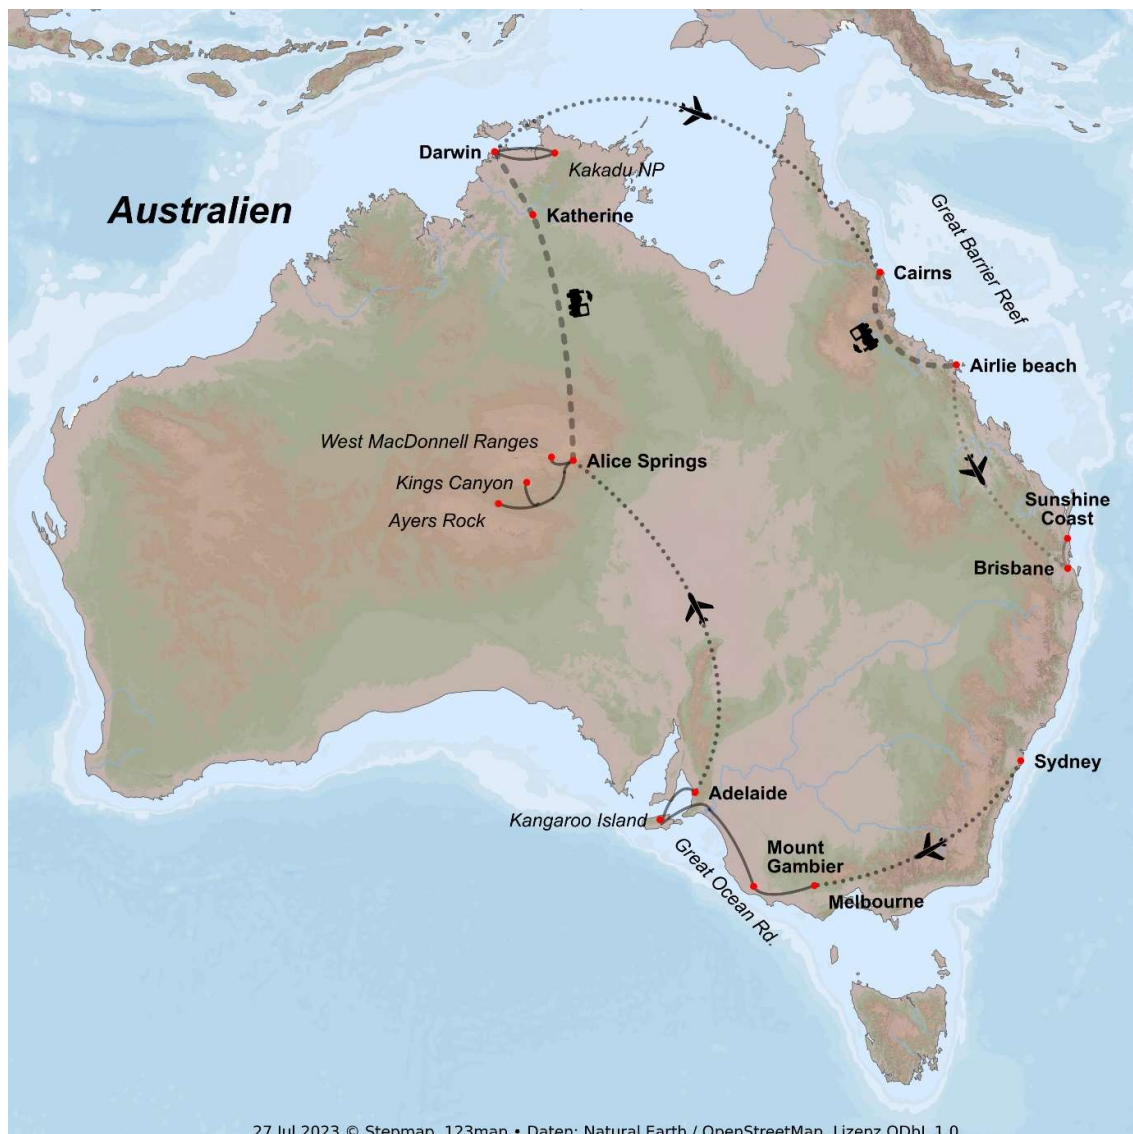 Darwin
Kakadu NP
Australien
Katherine
Great Barrier Reef
Cairns
Airlie beach
West MacDonnell Ranges
Alice Springs
Kings Canyon
Ayers Rock
Sunshine
Coast
Brisbane
Sydney
Adelaide
Kangaroo Island
Mount
Gambier
Great Ocean Rd.
Melbourne
27 Jul 2023 © Stepmap, 123map • Daten: Natural Earth / OpenStreetMap, Lizenz ODbL 1.0